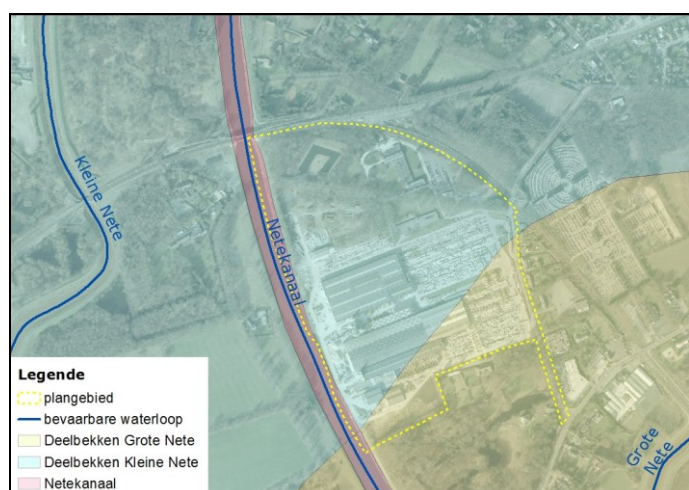 Kleine Nete
Netekanaal
Grote Nete
Legende
plangebied
bevaarbare waterloop
Deelbekken Grote Nete
Deelbekken Kleine Nete
Netekanaal